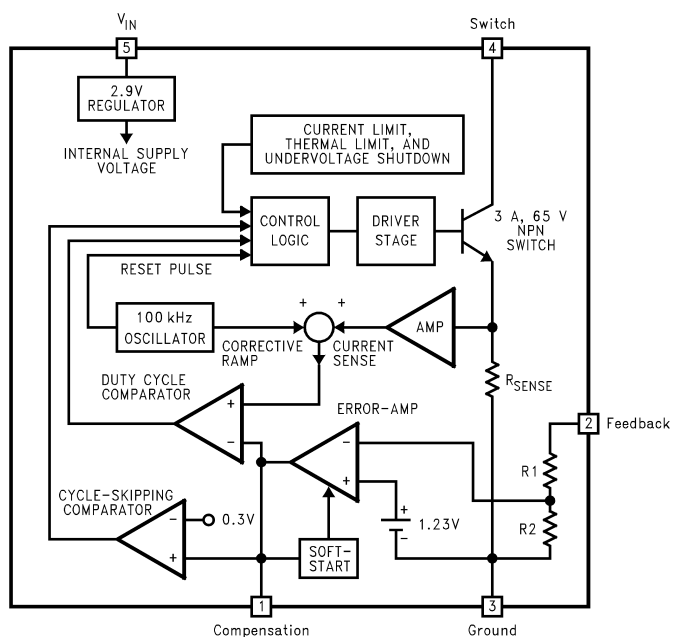 V_IN
Switch
5
4
2.9V
REGULATOR
INTERNAL SUPPLY
VOLTAGE
CURRENT LIMIT,
THERMAL LIMIT, AND
UNDERVOLTAGE SHUTDOWN
CONTROL
LOGIC
DRIVER
STAGE
3 A, 65 V
NPN
SWITCH
RESET PULSE
100 kHz
OSCILLATOR
+
+
AMP
CORRECTIVE
RAMP
CURRENT
SENSE
R_SENSE
DUTY CYCLE
COMPARATOR
+
−
ERROR-AMP
−
+
2
Feedback
R1
R2
CYCLE-SKIPPING
COMPARATOR
−
0.3V
+
+
1.23V
−
SOFT-
START
1
3
Compensation
Ground